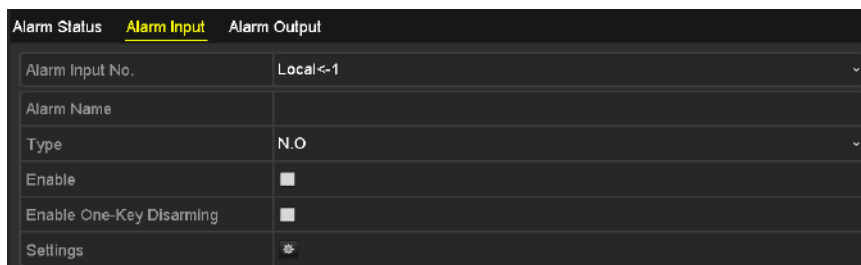 Alarm Status Alarm Input Alarm Output
Alarm Input No. Local<-1
Alarm Name
Type N.O
Enable
Enable One-Key Disarming
Settings